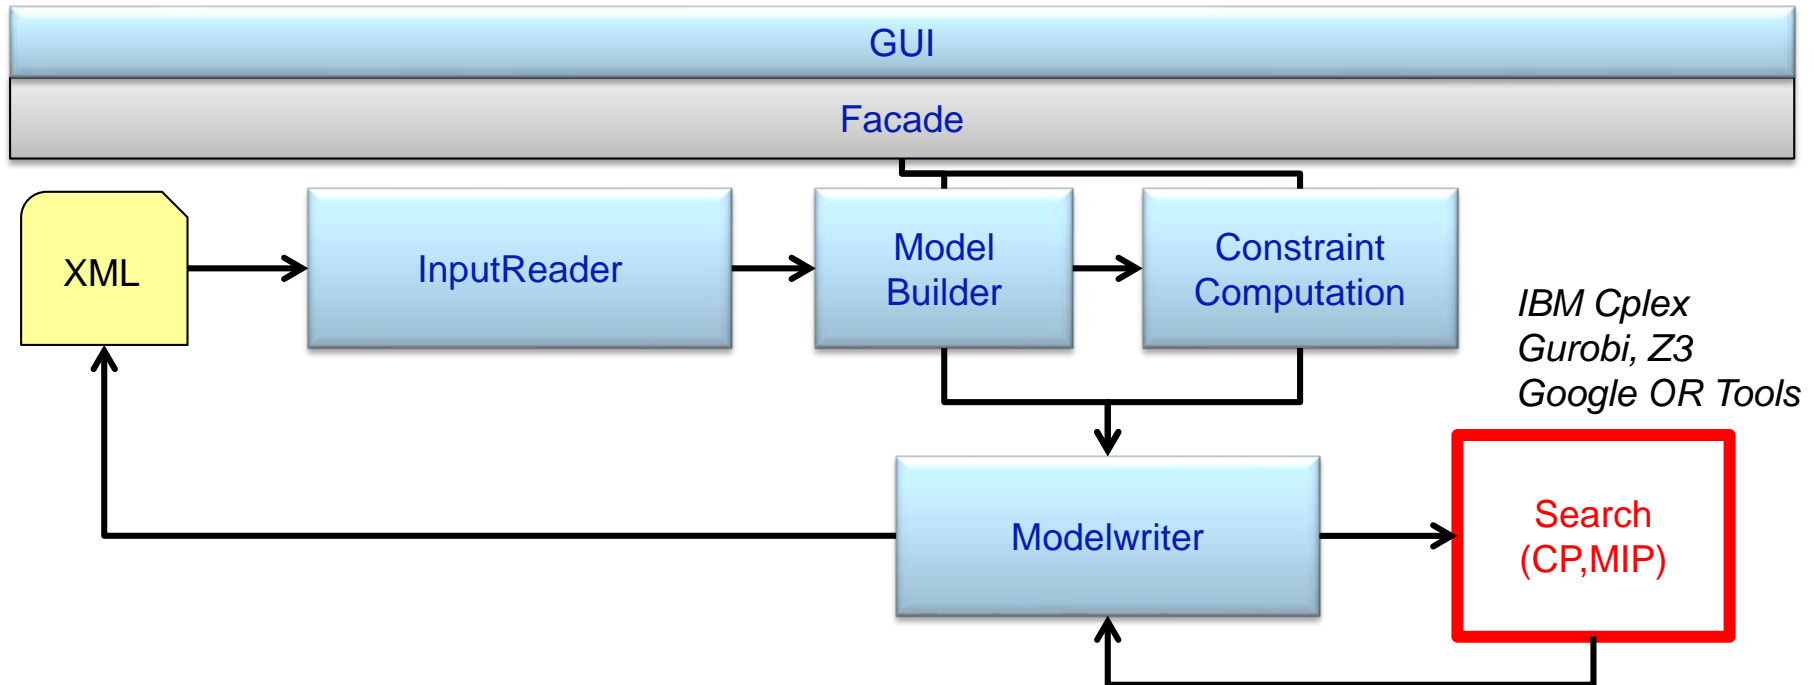 GUI
Facade
XML
InputReader
Model
Builder
Constraint
Computation
IBM Cplex
Gurobi, Z3
Google OR Tools
Modelwriter
Search
(CP,MIP)